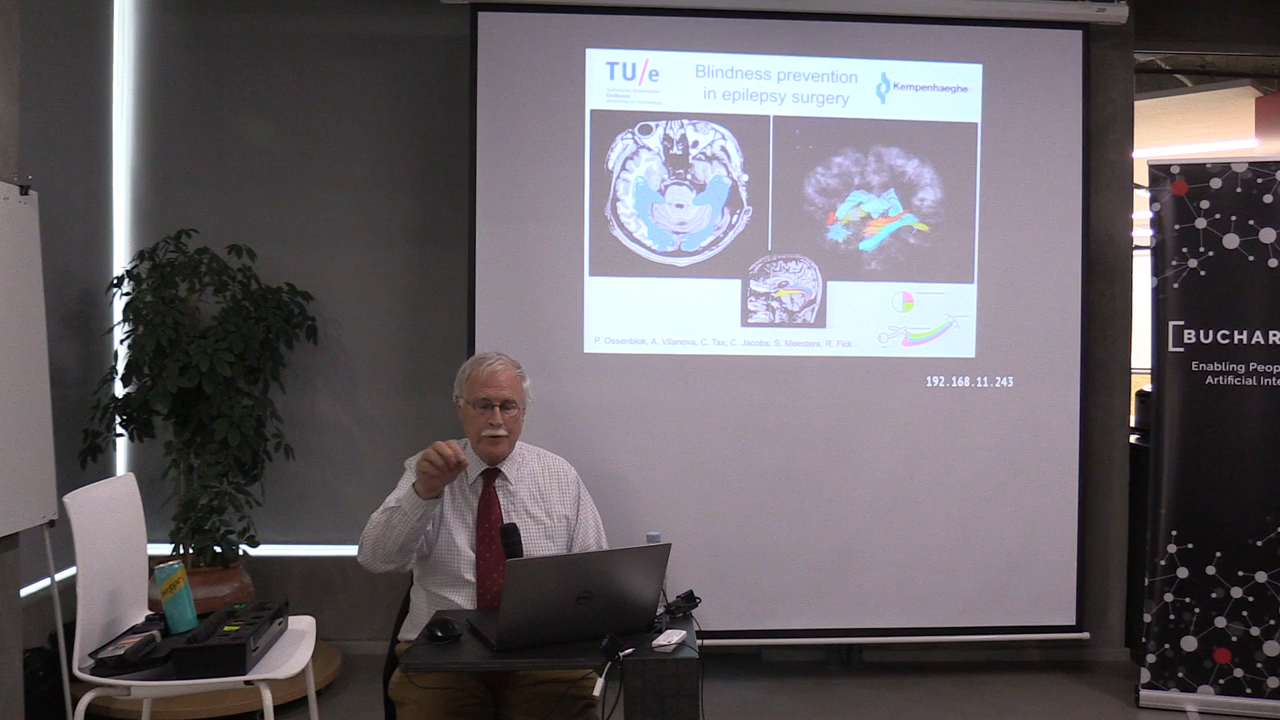 TU/e
Blindness prevention
in epilepsy surgery
Kempenhaeghe
P. Ossenblok, A. Vilanova, C. Tax, C. Jacobs, S. Meesters, R. Fick
192.168.11.243
[BUCHAR
Enabling Peop
Artificial Inte
DELL